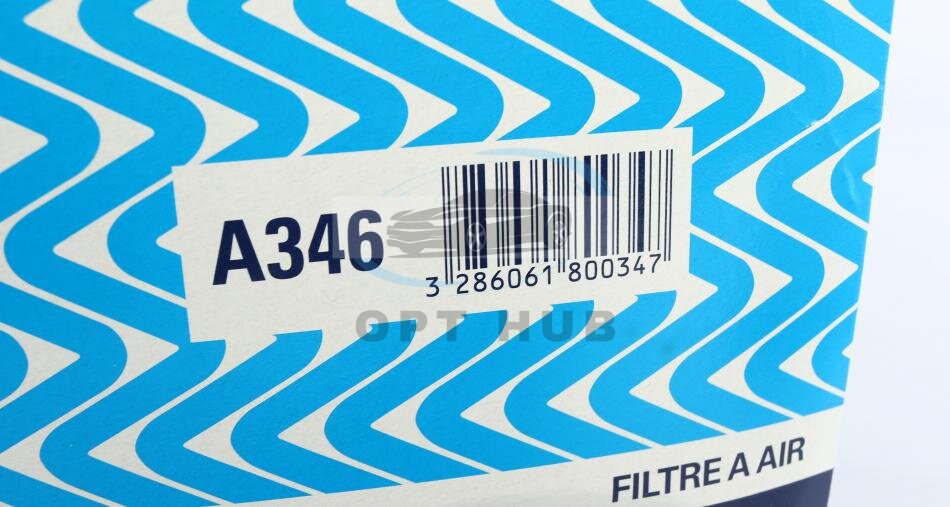 A346
3 286061 800347
OPT HUB
FILTRE A AIR